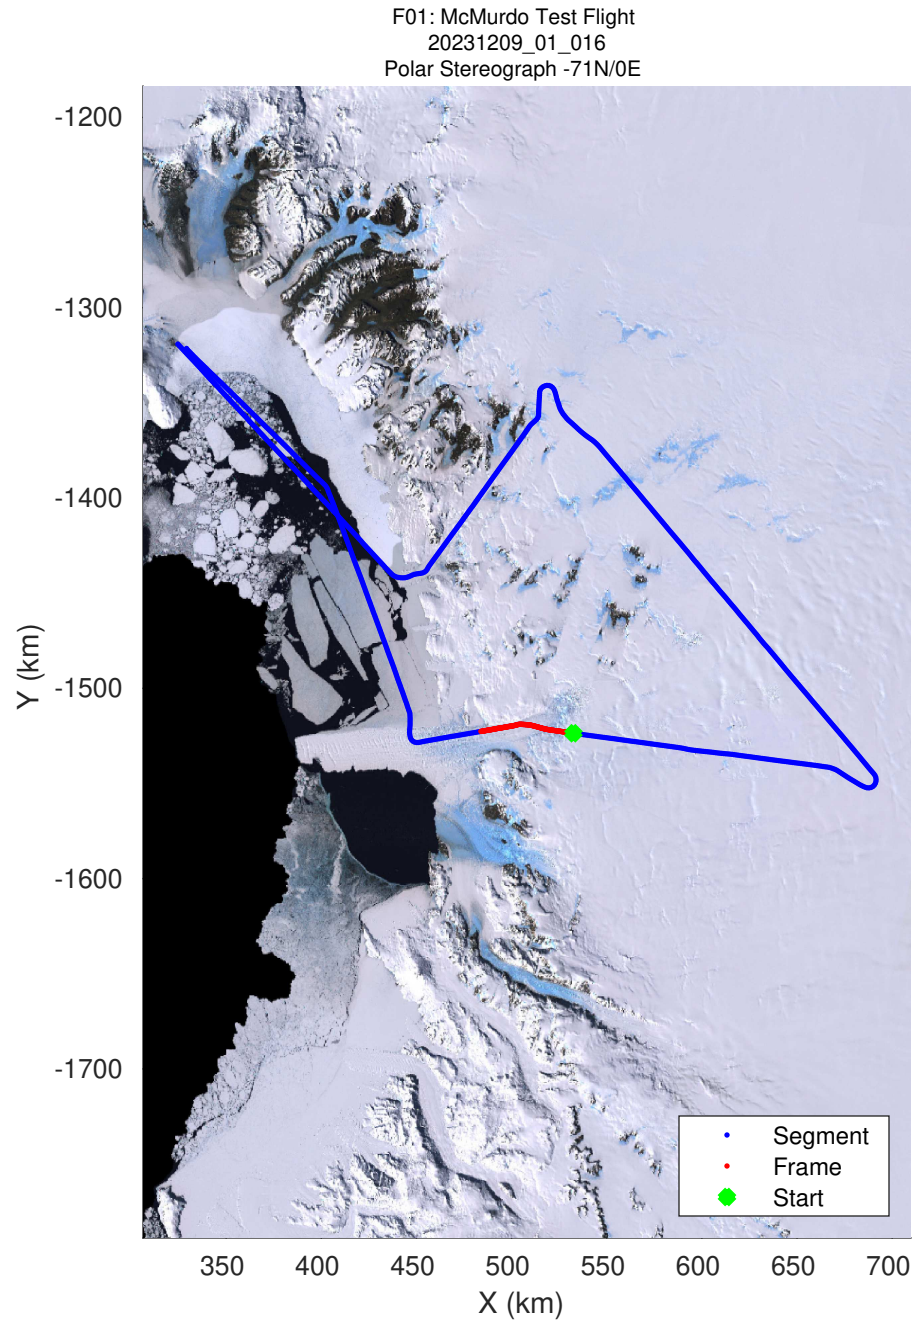 F01: McMurdo Test Flight
20231209_01_016
Polar Stereograph -71N/0E
-1200
-1300
-1400
-1500
-1600
-1700
Y (km)
Segment
Frame
Start
350 400 450 500 550 600 650 700
X (km)